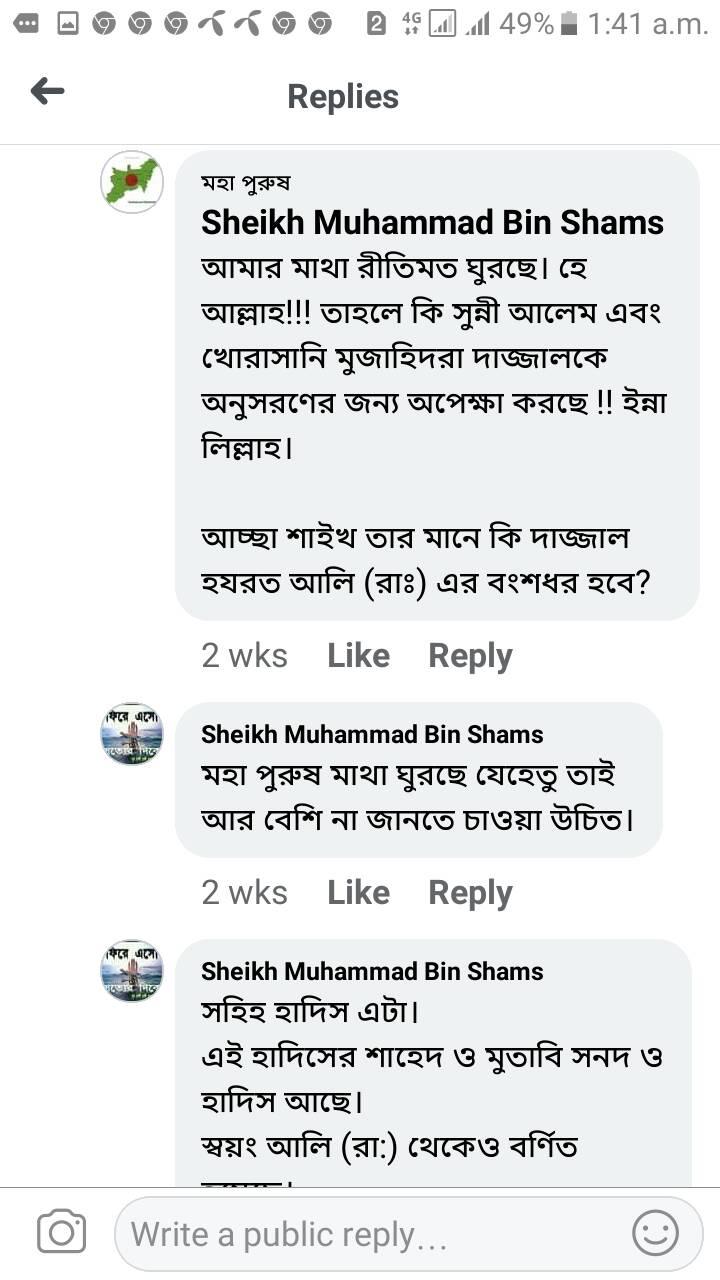 2 4G 49% 1:41 a.m.
Replies
মহা পুরুষ
Sheikh Muhammad Bin Shams
আমার মাথা রীতিমত ঘুরছে। হে
আল্লাহ!!! তাহলে কি সুন্নী আলেম এবং
খোরাসানি মুজাহিদরা দাজ্জালকে
অনুসরণের জন্য অপেক্ষা করছে !! ইন্না
লিল্লাহ।
আচ্ছা শাইখ তার মানে কি দাজ্জাল
হযরত আলি (রাঃ) এর বংশধর হবে?
2 wks Like Reply
Sheikh Muhammad Bin Shams
মহা পুরুষ মাথা ঘুরছে যেহেতু তাই
আর বেশি না জানতে চাওয়া উচিত।
2 wks Like Reply
Sheikh Muhammad Bin Shams
সহিহ হাদিস এটা।
এই হাদিসের শাহেদ ও মুতাবি সনদ ও
হাদিস আছে।
স্বয়ং আলি (রা:) থেকেও বর্ণিত
Write a public reply...